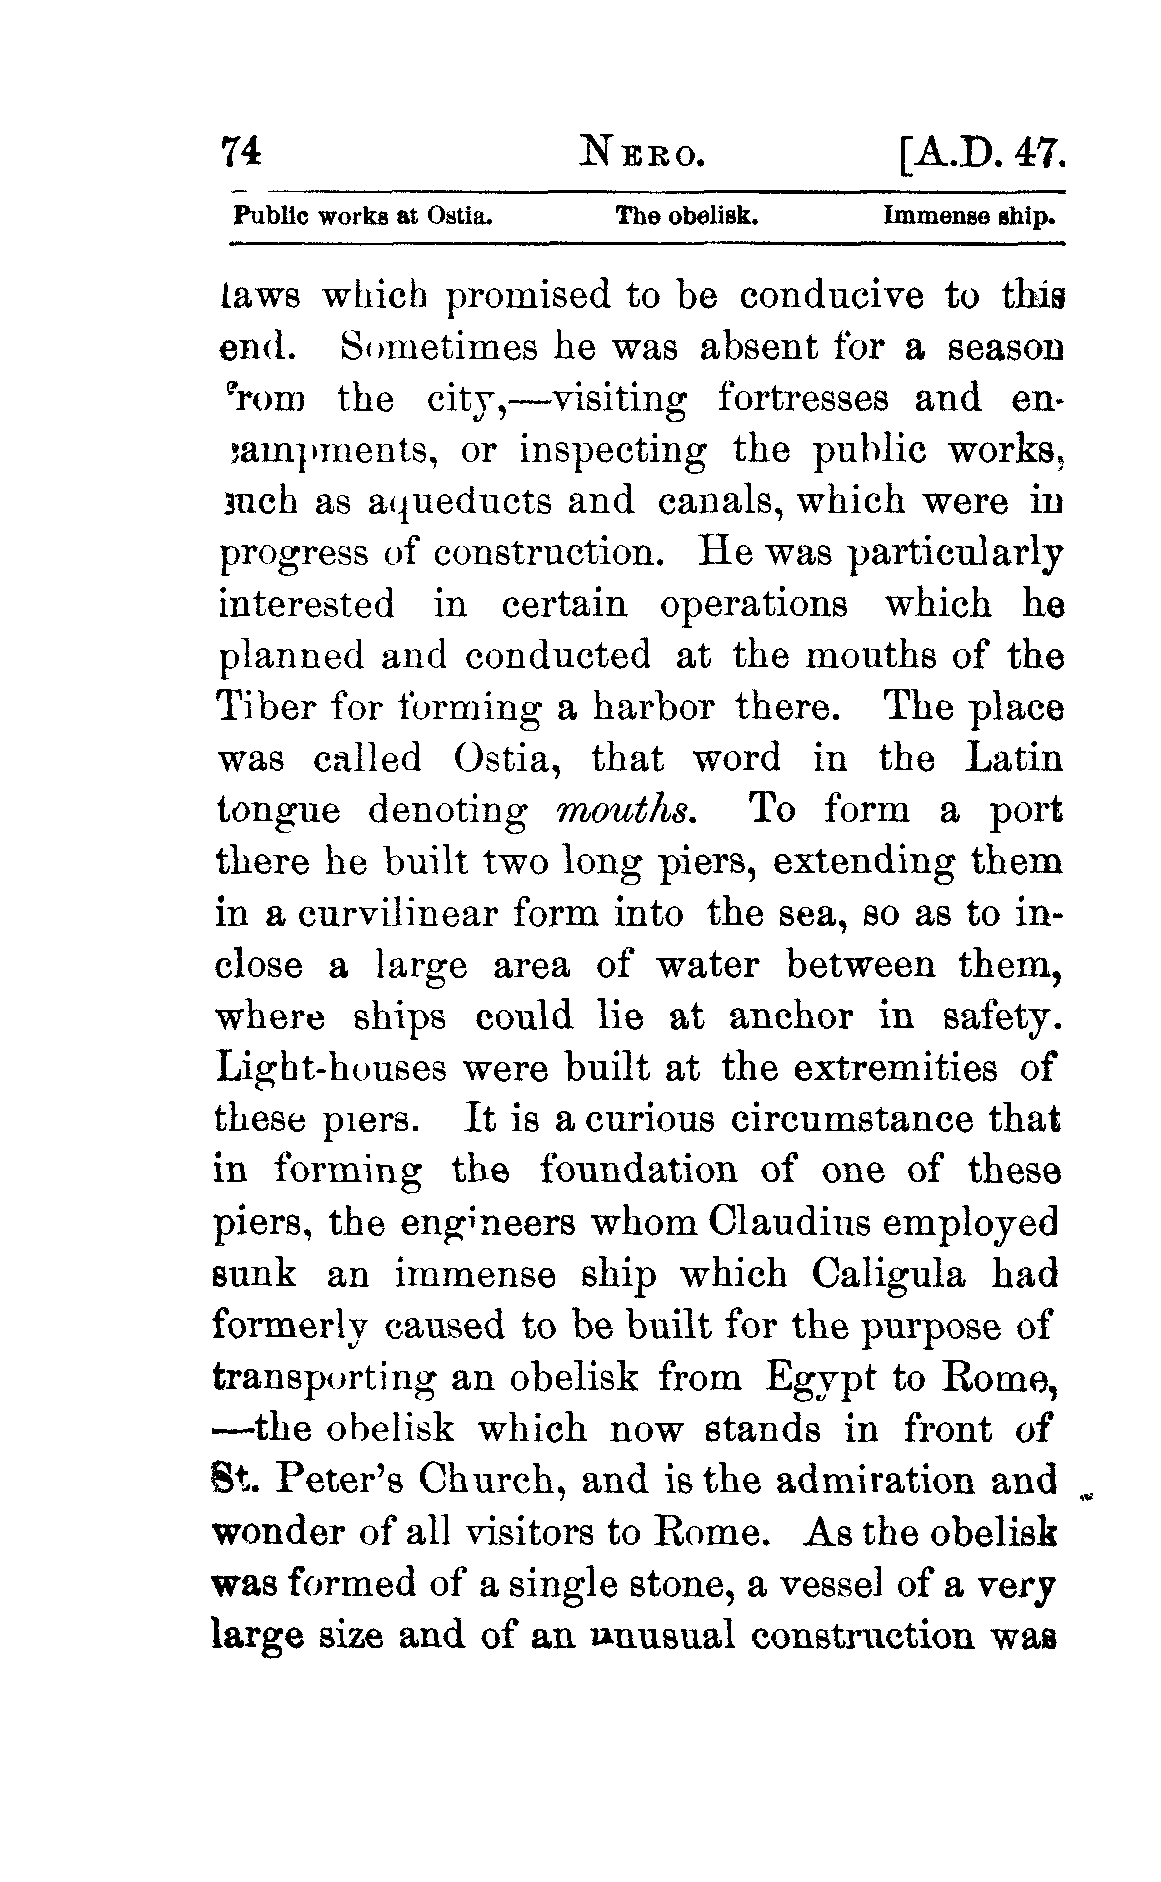 74 NERO. [A.D. 47.
Public works at Ostia. The obelisk. Immense ship.
laws which promised to be conducive to this
end. Sometimes he was absent for a season
from the city,—visiting fortresses and en-
campments, or inspecting the public works,
such as aqueducts and canals, which were in
progress of construction. He was particularly
interested in certain operations which he
planned and conducted at the mouths of the
Tiber for forming a harbor there. The place
was called Ostia, that word in the Latin
tongue denoting mouths. To form a port
there he built two long piers, extending them
in a curvilinear form into the sea, so as to in-
close a large area of water between them,
where ships could lie at anchor in safety.
Light-houses were built at the extremities of
these piers. It is a curious circumstance that
in forming the foundation of one of these
piers, the engineers whom Claudius employed
sunk an immense ship which Caligula had
formerly caused to be built for the purpose of
transporting an obelisk from Egypt to Rome,
—the obelisk which now stands in front of
St. Peter's Church, and is the admiration and
wonder of all visitors to Rome. As the obelisk
was formed of a single stone, a vessel of a very
large size and of an unusual construction was